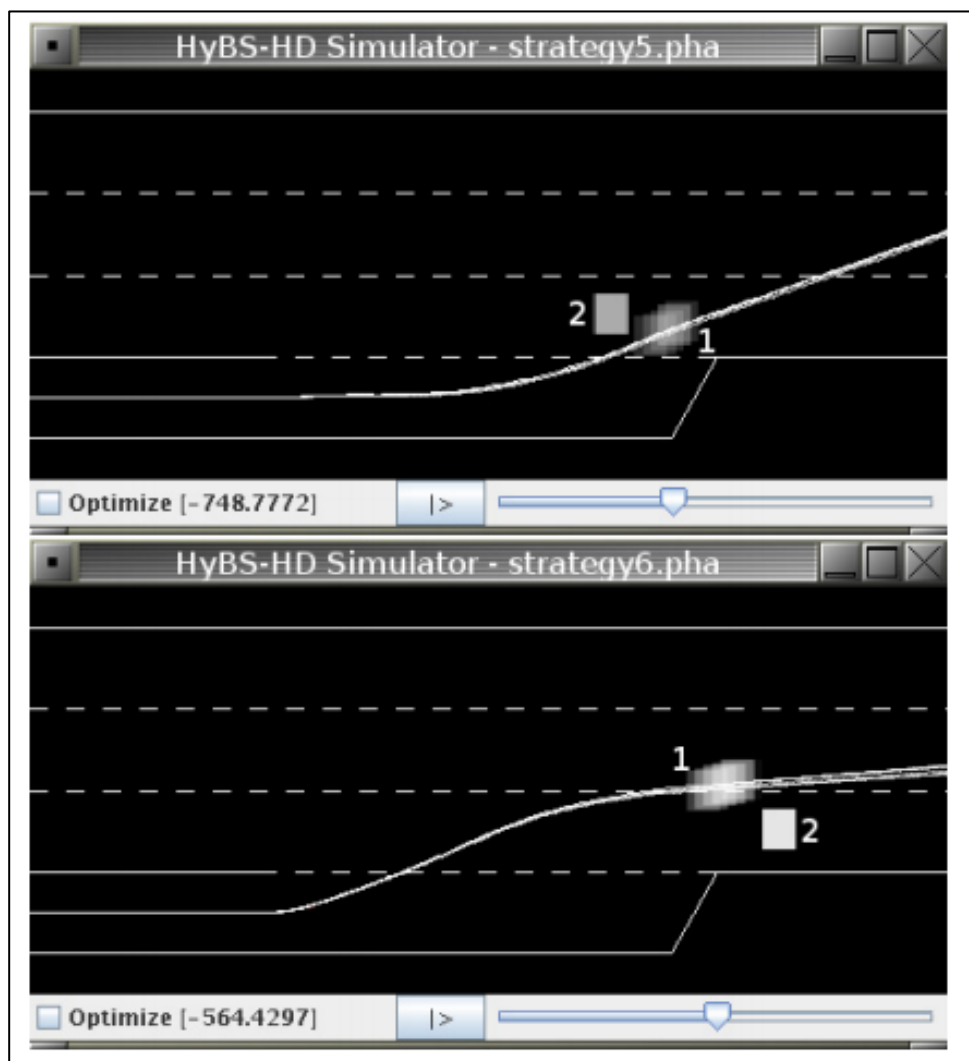 HyBS-HD Simulator - strategy5.pha
2
1
Optimize [-748.7772]
|>
HyBS-HD Simulator - strategy6.pha
1
2
Optimize [-564.4297]
|>